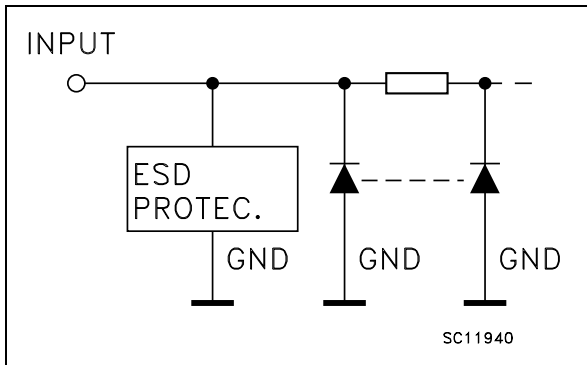 INPUT
ESD
PROTEC.
GND
GND
GND
SC11940